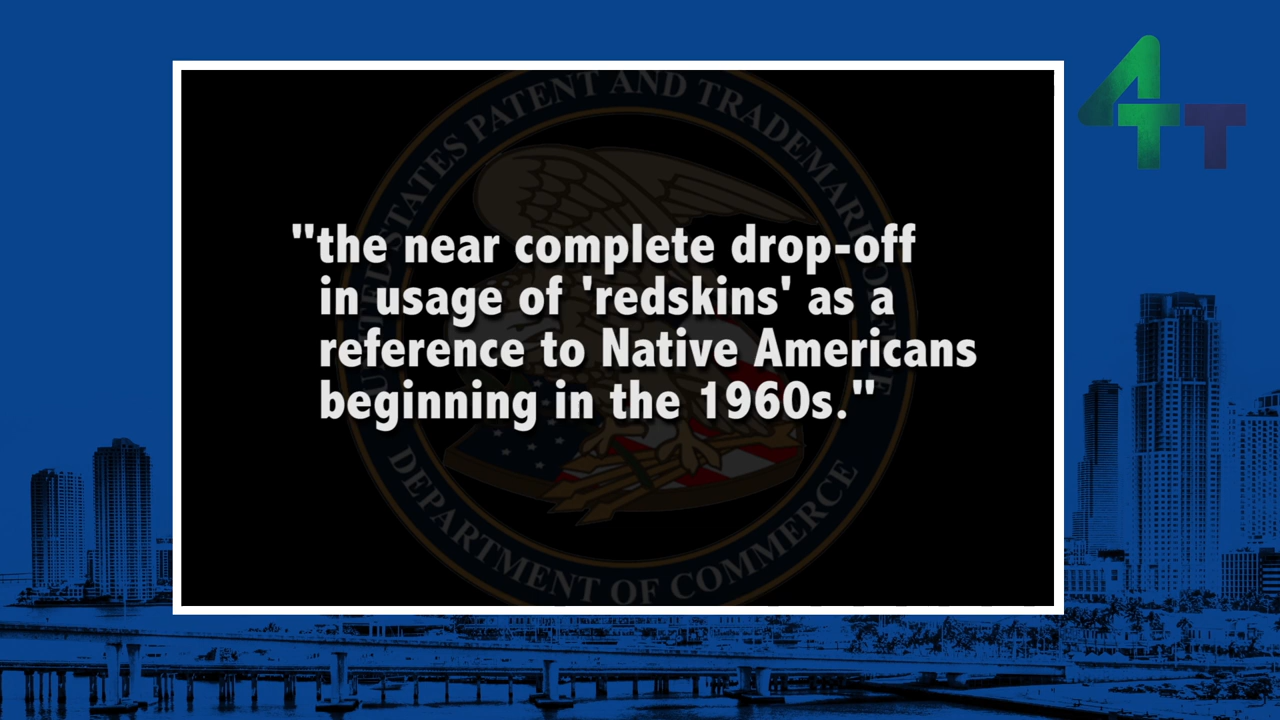 UNITED STATES PATENT AND TRADEMARK OFFICE
4T
"the near complete drop-off
in usage of 'redskins' as a
reference to Native Americans
beginning in the 1960s."
DEPARTMENT OF COMMERCE